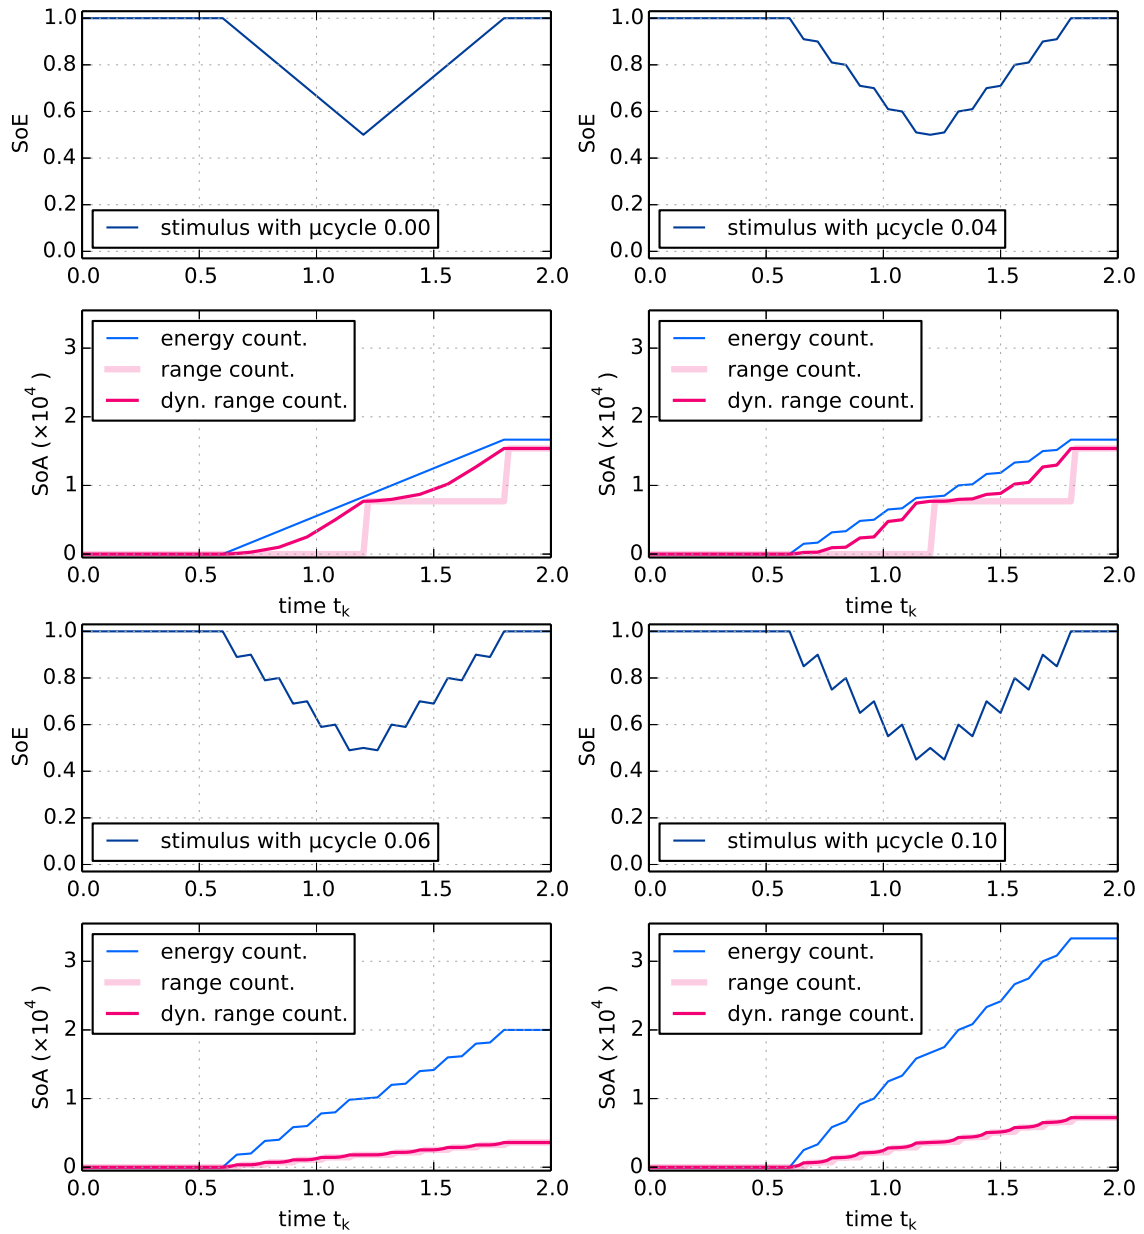 1.0
0.8
0.6
0.4
0.2
0.0
SoE
stimulus with µcycle 0.00
0.0 0.5 1.0 1.5 2.0
1.0
0.8
0.6
0.4
0.2
0.0
SoE
stimulus with µcycle 0.04
0.0 0.5 1.0 1.5 2.0
3
2
1
0
SoA (×10⁴)
energy count.
range count.
dyn. range count.
0.0 0.5 1.0 1.5 2.0
time tₖ
3
2
1
0
SoA (×10⁴)
energy count.
range count.
dyn. range count.
0.0 0.5 1.0 1.5 2.0
time tₖ
1.0
0.8
0.6
0.4
0.2
0.0
SoE
stimulus with µcycle 0.06
0.0 0.5 1.0 1.5 2.0
1.0
0.8
0.6
0.4
0.2
0.0
SoE
stimulus with µcycle 0.10
0.0 0.5 1.0 1.5 2.0
3
2
1
0
SoA (×10⁴)
energy count.
range count.
dyn. range count.
0.0 0.5 1.0 1.5 2.0
time tₖ
3
2
1
0
SoA (×10⁴)
energy count.
range count.
dyn. range count.
0.0 0.5 1.0 1.5 2.0
time tₖ